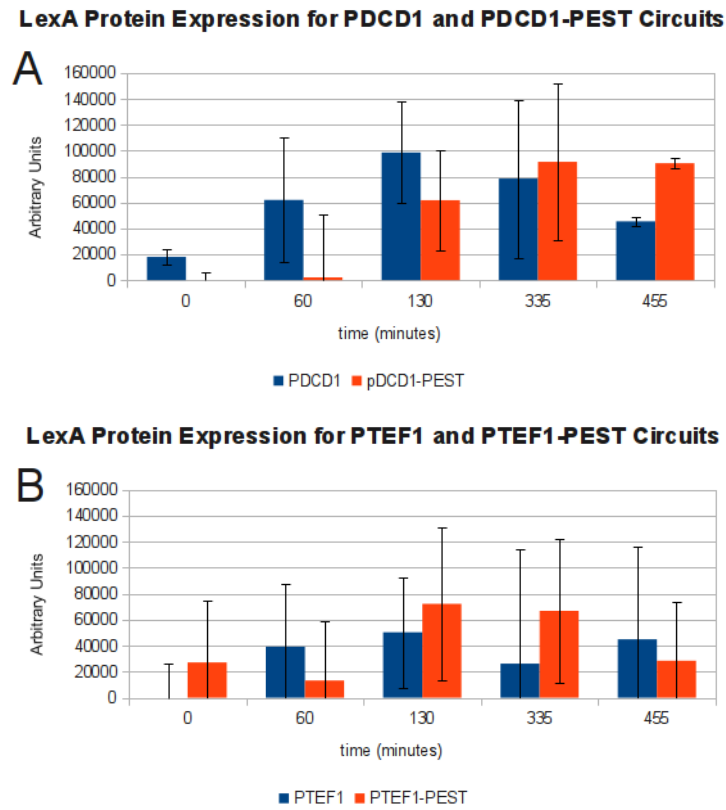 LexA Protein Expression for PDCD1 and PDCD1-PEST Circuits
A
160000
140000
120000
100000
80000
60000
40000
20000
0
Arbitrary Units
0 60 130 335 455
time (minutes)
PDCD1 pDCD1-PEST
LexA Protein Expression for PTEF1 and PTEF1-PEST Circuits
B
160000
140000
120000
100000
80000
60000
40000
20000
0
Arbitrary Units
0 60 130 335 455
time (minutes)
PTEF1 PTEF1-PEST